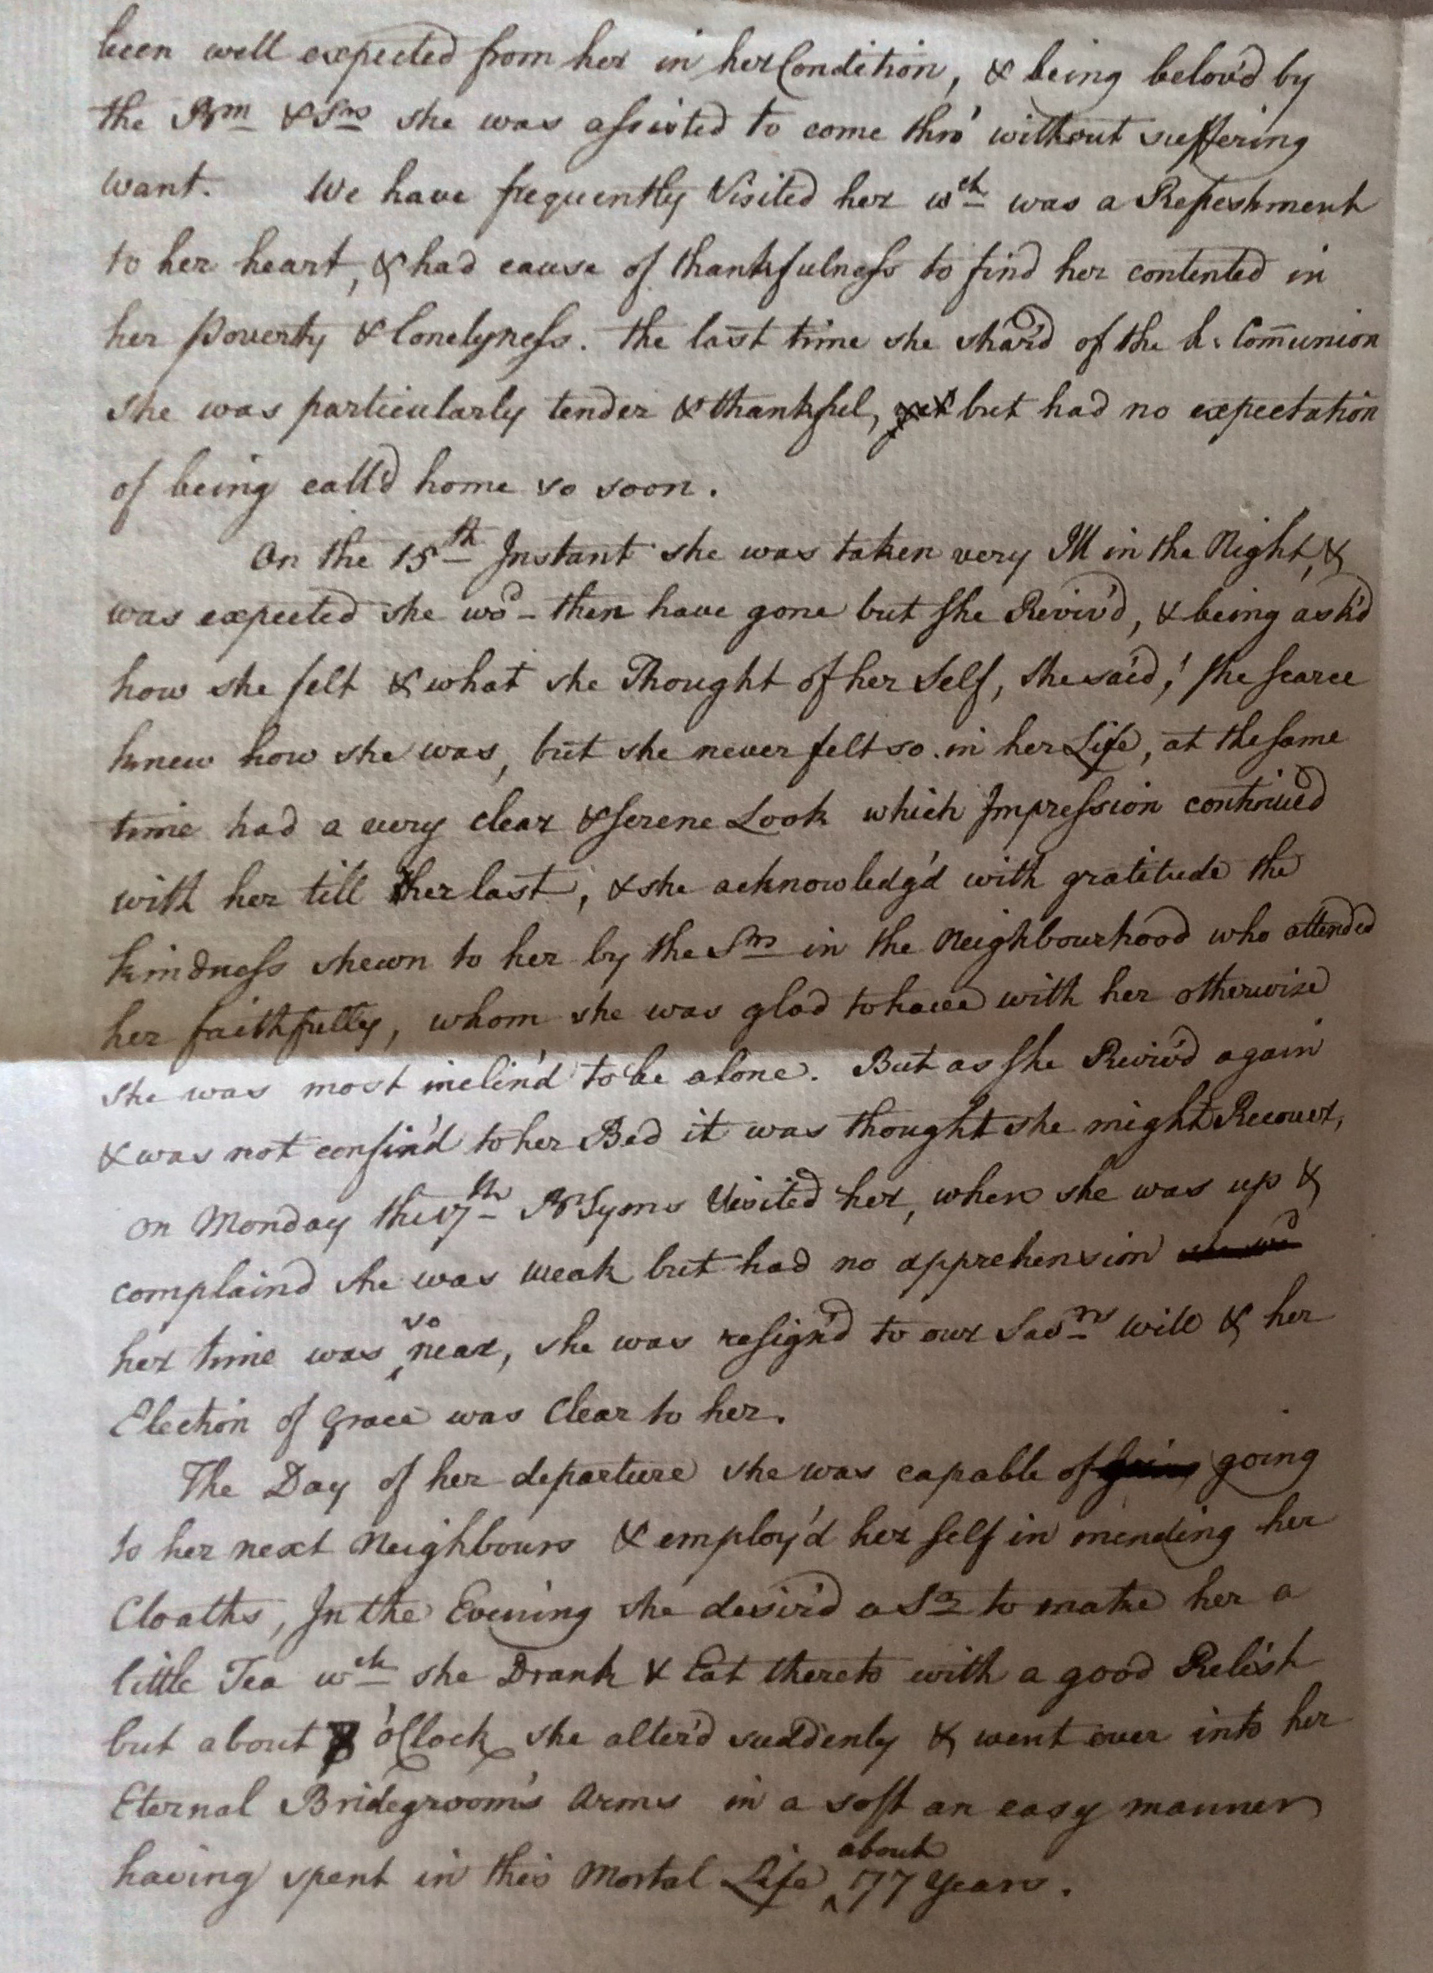 been well expected from her in her Condition, & being belov'd by
the Brn & Srs she was assisted to come thro' without suffering
want. We have frequently Visited her wch was a Refreshment
to her heart, & had cause of thankfulness to find her contented in
her poverty & lonelyness. the last time she shar'd of the h. Communion
she was particularly tender & thankful, but had no expectation
of being call'd home so soon.
On the 15th Instant she was taken very Ill in the Night, &
was expected she wod then have gone but she Reviv'd, & being ask'd
how she felt & what she Thought of her Self, she said, she scarce
knew how she was, but she never felt so in her Life, at the same
time had a very clear & serene Look which Impression continued
with her till her last, & she acknowledg'd with gratitude the
kindness shewn to her by the Srs in the Neighbourhood who attended
her faithfully, whom she was glad to have with her otherwise
she was most inclin'd to be alone. But as she Reviv'd again
& was not confin'd to her Bed it was thought she might Recover,
on Monday the 17th Br Syms Visited her, when she was up &
complaind she was weak but had no apprehension
her time was so near, she was resign'd to our Savrs will & her
Election of grace was Clear to her.
The Day of her departure she was capable of going
to her next Neighbours & employ'd her self in mending her
Cloaths, In the Evening she desir'd a Sr to make her a
little Tea wch she Drank & Eat thereto with a good Relish
but about o'Clock she alter'd suddenly & went over into her
Eternal Bridegroom's Arms in a soft an easy manner
having spent in this Mortal Life about 77 Years.